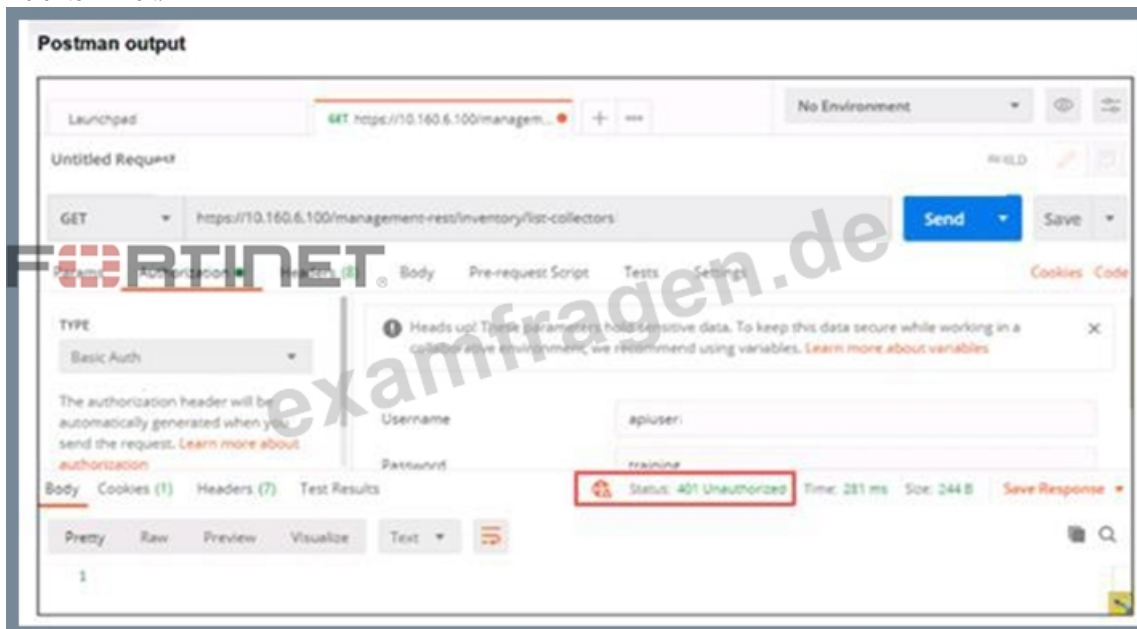 Postman output
Launchpad
GET https://10.160.6.100/managem...
No Environment
Untitled Request
GET
https://10.160.6.100/management-rest/inventory/list-collectors
Send
Save
FORTINET
Params Authorization Headers (8) Body Pre-request Script Tests Settings
Cookies Code
TYPE
Basic Auth
Heads up! These parameters hold sensitive data. To keep this data secure while working in a
collaborative environment, we recommend using variables. Learn more about variables
The authorization header will be
automatically generated when you
send the request. Learn more about
authorization
Username
Password
training
examfragen.de
Body Cookies (1) Headers (7) Test Results
Status: 401 Unauthorized Time: 281 ms Size: 244 B Save Response
Pretty Raw Preview Visualize Text
1